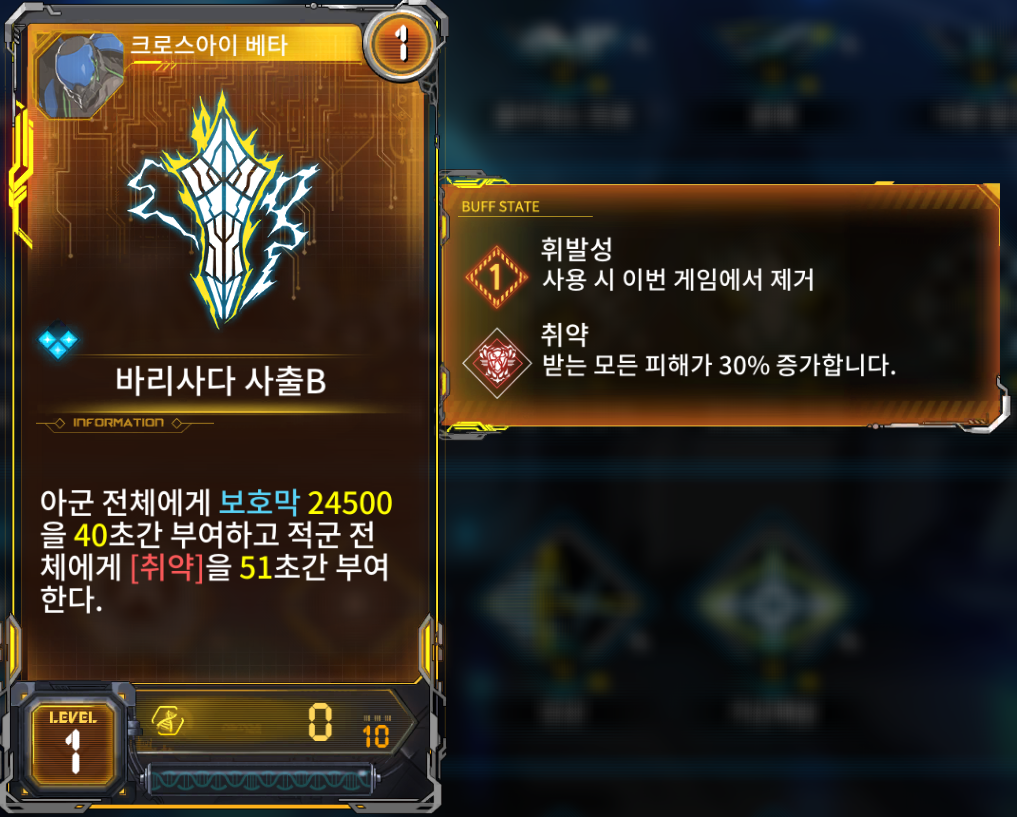 크로스아이 베타
1
바리사다 사출B
INFORMATION
아군 전체에게 보호막 24500
을 40초간 부여하고 적군 전
체에게 [취약]을 51초간 부여
한다.
LEVEL
1
0
10
BUFF STATE
1
휘발성
사용 시 이번 게임에서 제거
취약
받는 모든 피해가 30% 증가합니다.